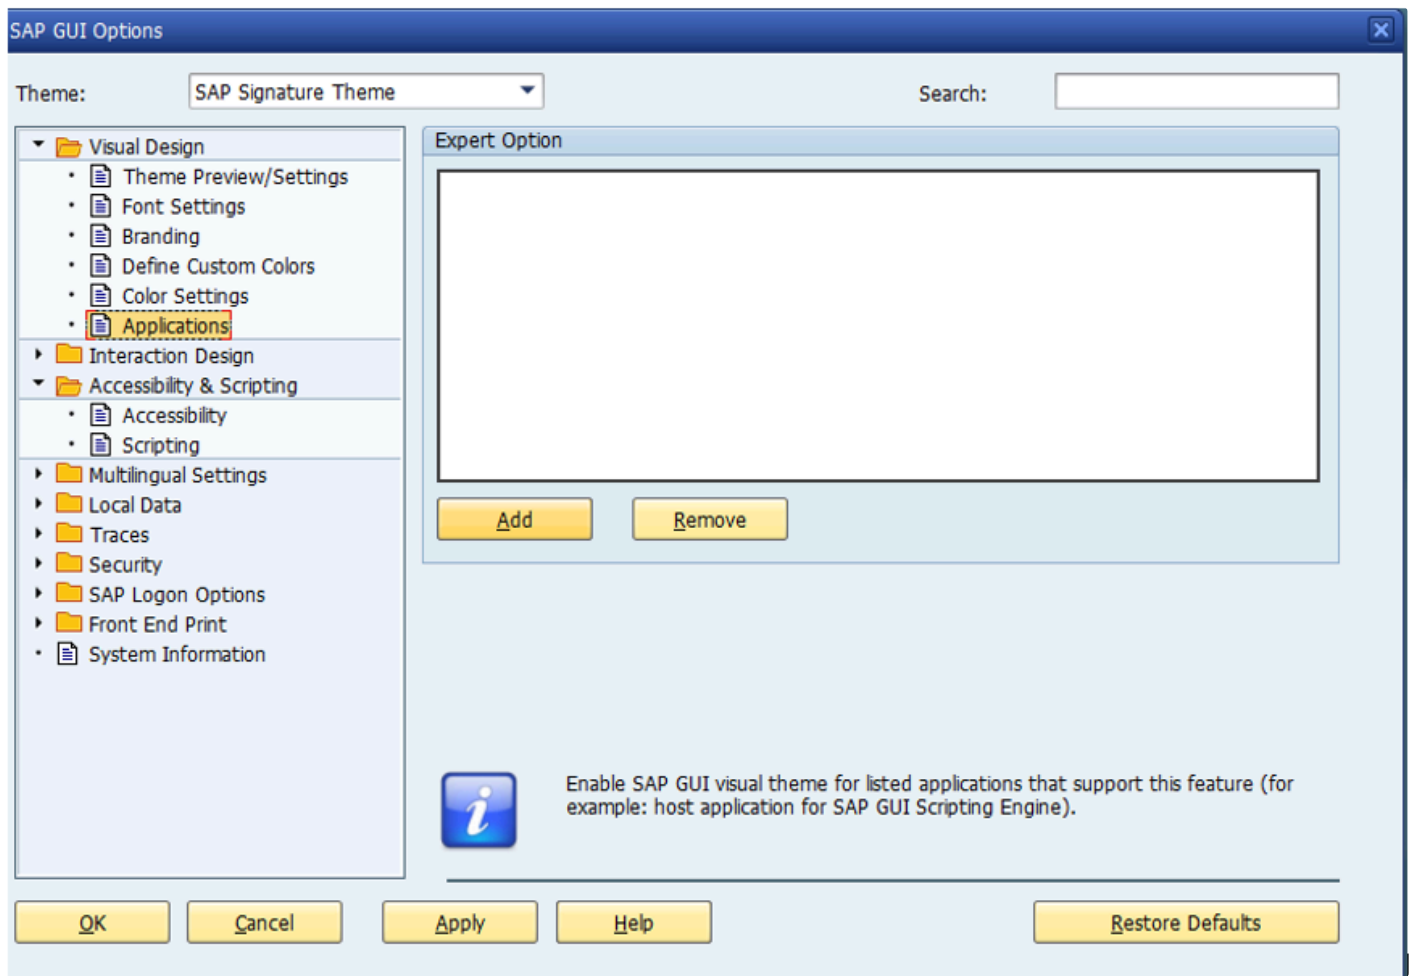 SAP GUI Options
Theme:
SAP Signature Theme
Search:
Visual Design
Theme Preview/Settings
Font Settings
Branding
Define Custom Colors
Color Settings
Applications
Interaction Design
Accessibility & Scripting
Accessibility
Scripting
Multilingual Settings
Local Data
Traces
Security
SAP Logon Options
Front End Print
System Information
Expert Option
Add
Remove
Enable SAP GUI visual theme for listed applications that support this feature (for
example: host application for SAP GUI Scripting Engine).
OK
Cancel
Apply
Help
Restore Defaults